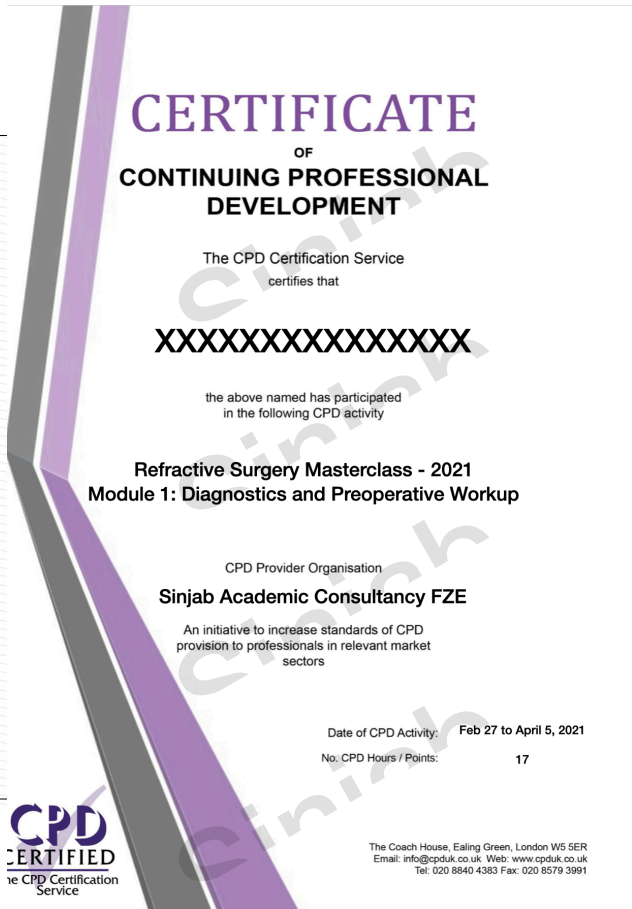 CERTIFICATE
OF
CONTINUING PROFESSIONAL
DEVELOPMENT
The CPD Certification Service
certifies that
XXXXXXXXXXXXXXX
the above named has participated
in the following CPD activity
Refractive Surgery Masterclass - 2021
Module 1: Diagnostics and Preoperative Workup
CPD Provider Organisation
Sinjab Academic Consultancy FZE
An initiative to increase standards of CPD
provision to professionals in relevant market
sectors
Date of CPD Activity: Feb 27 to April 5, 2021
No. CPD Hours / Points: 17
CPD
CERTIFIED
he CPD Certification
Service
The Coach House, Ealing Green, London W5 5ER
Email: info@cpduk.co.uk Web: www.cpduk.co.uk
Tel: 020 8840 4383 Fax: 020 8579 3991